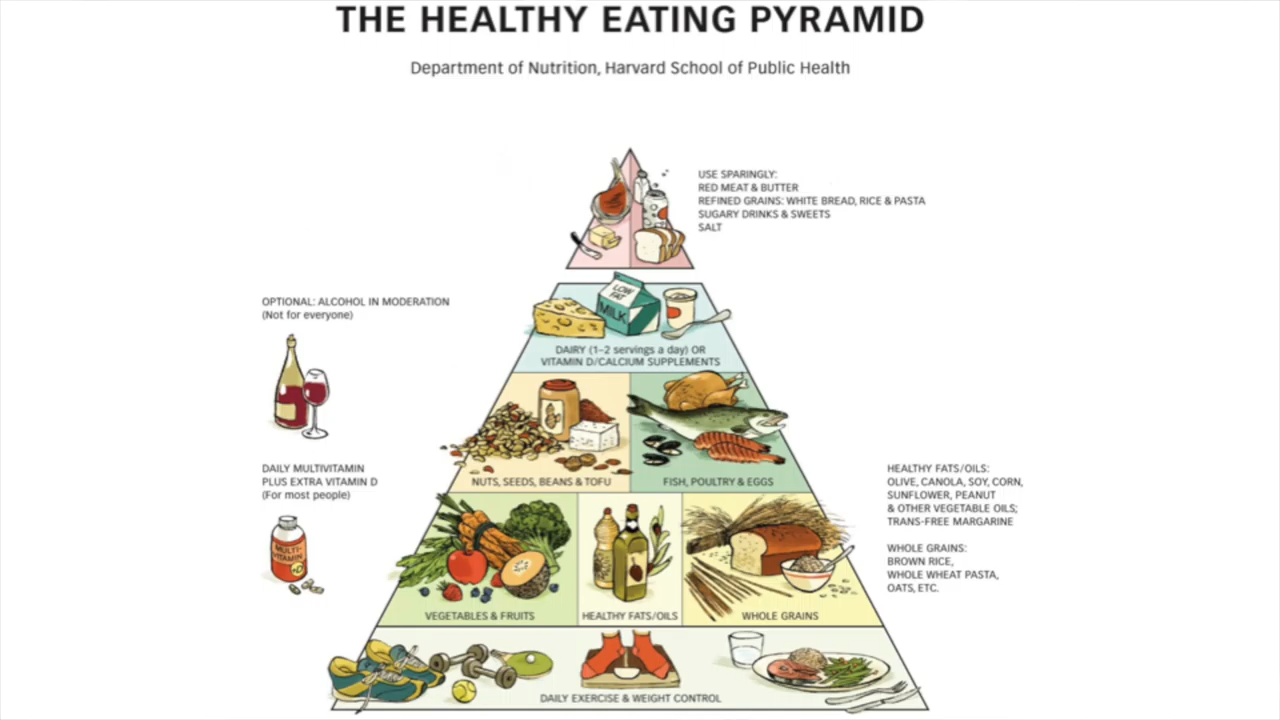 THE HEALTHY EATING PYRAMID
Department of Nutrition, Harvard School of Public Health
USE SPARINGLY:
RED MEAT & BUTTER
REFINED GRAINS: WHITE BREAD, RICE & PASTA
SUGARY DRINKS & SWEETS
SALT
OPTIONAL: ALCOHOL IN MODERATION
(Not for everyone)
LOW
FAT
MILK
DAIRY (1–2 servings a day) OR
VITAMIN D/CALCIUM SUPPLEMENTS
DAILY MULTIVITAMIN
PLUS EXTRA VITAMIN D
(For most people)
MULTI-
VITAMIN
+D
NUTS, SEEDS, BEANS & TOFU
FISH, POULTRY & EGGS
HEALTHY FATS/OILS:
OLIVE, CANOLA, SOY, CORN,
SUNFLOWER, PEANUT
& OTHER VEGETABLE OILS;
TRANS-FREE MARGARINE
WHOLE GRAINS:
BROWN RICE,
WHOLE WHEAT PASTA,
OATS, ETC.
VEGETABLES & FRUITS
HEALTHY FATS/OILS
WHOLE GRAINS
DAILY EXERCISE & WEIGHT CONTROL